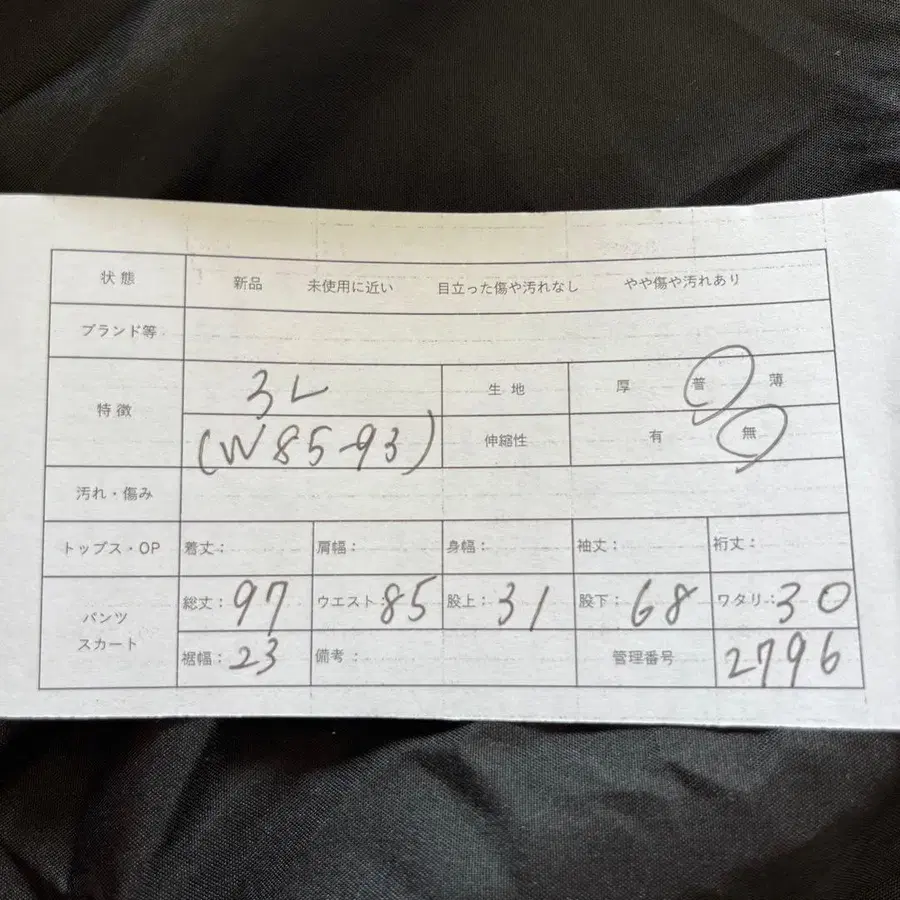 状態 新品 未使用に近い 目立った傷や汚れなし やや傷や汚れあり
ブランド等
特徴 3L 生地 厚 普 薄
(W85-93) 伸縮性 有 無
汚れ・傷み
トップス・OP 着丈: 肩幅: 身幅: 袖丈: 裄丈:
パンツ スカート 総丈: 97 ウエスト: 85 股上: 31 股下: 68 ワタリ: 30
裾幅: 23 備考: 管理番号 2796